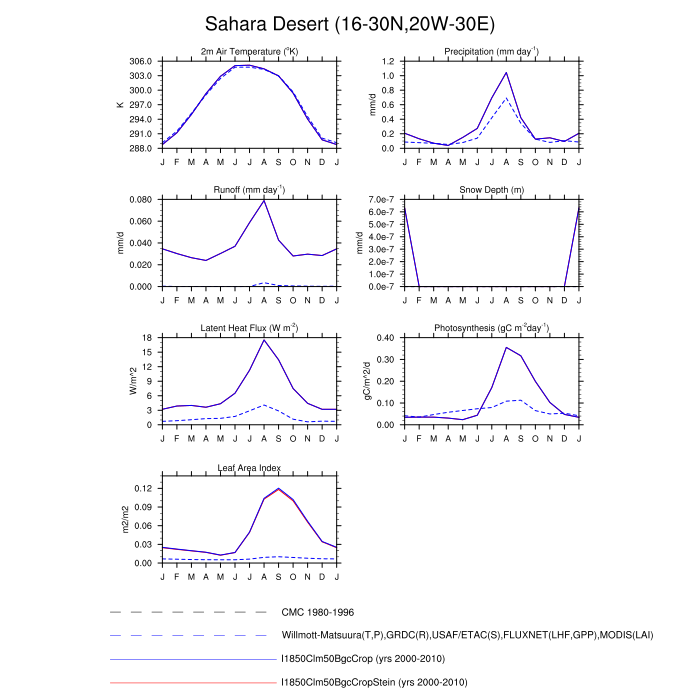 Sahara Desert (16-30N,20W-30E)
2m Air Temperature (°K)
306.0
303.0
300.0
297.0
294.0
291.0
288.0
K
J F M A M J J A S O N D J
Precipitation (mm day⁻¹)
1.2
1.0
0.8
0.6
0.4
0.2
0.0
mm/d
J F M A M J J A S O N D J
Runoff (mm day⁻¹)
0.080
0.060
0.040
0.020
0.000
mm/d
J F M A M J J A S O N D J
Snow Depth (m)
7.0e-7
6.0e-7
5.0e-7
4.0e-7
3.0e-7
2.0e-7
1.0e-7
0.0e-7
mm/d
J F M A M J J A S O N D J
Latent Heat Flux (W m⁻²)
18
15
12
9
6
3
0
W/m^2
J F M A M J J A S O N D J
Photosynthesis (gC m⁻²day⁻¹)
0.40
0.30
0.20
0.10
0.00
gC/m^2/d
J F M A M J J A S O N D J
Leaf Area Index
0.12
0.09
0.06
0.03
0.00
m2/m2
J F M A M J J A S O N D J
CMC 1980-1996
Willmott-Matsuura(T,P),GRDC(R),USAF/ETAC(S),FLUXNET(LHF,GPP),MODIS(LAI)
I1850Clm50BgcCrop (yrs 2000-2010)
I1850Clm50BgcCropStein (yrs 2000-2010)